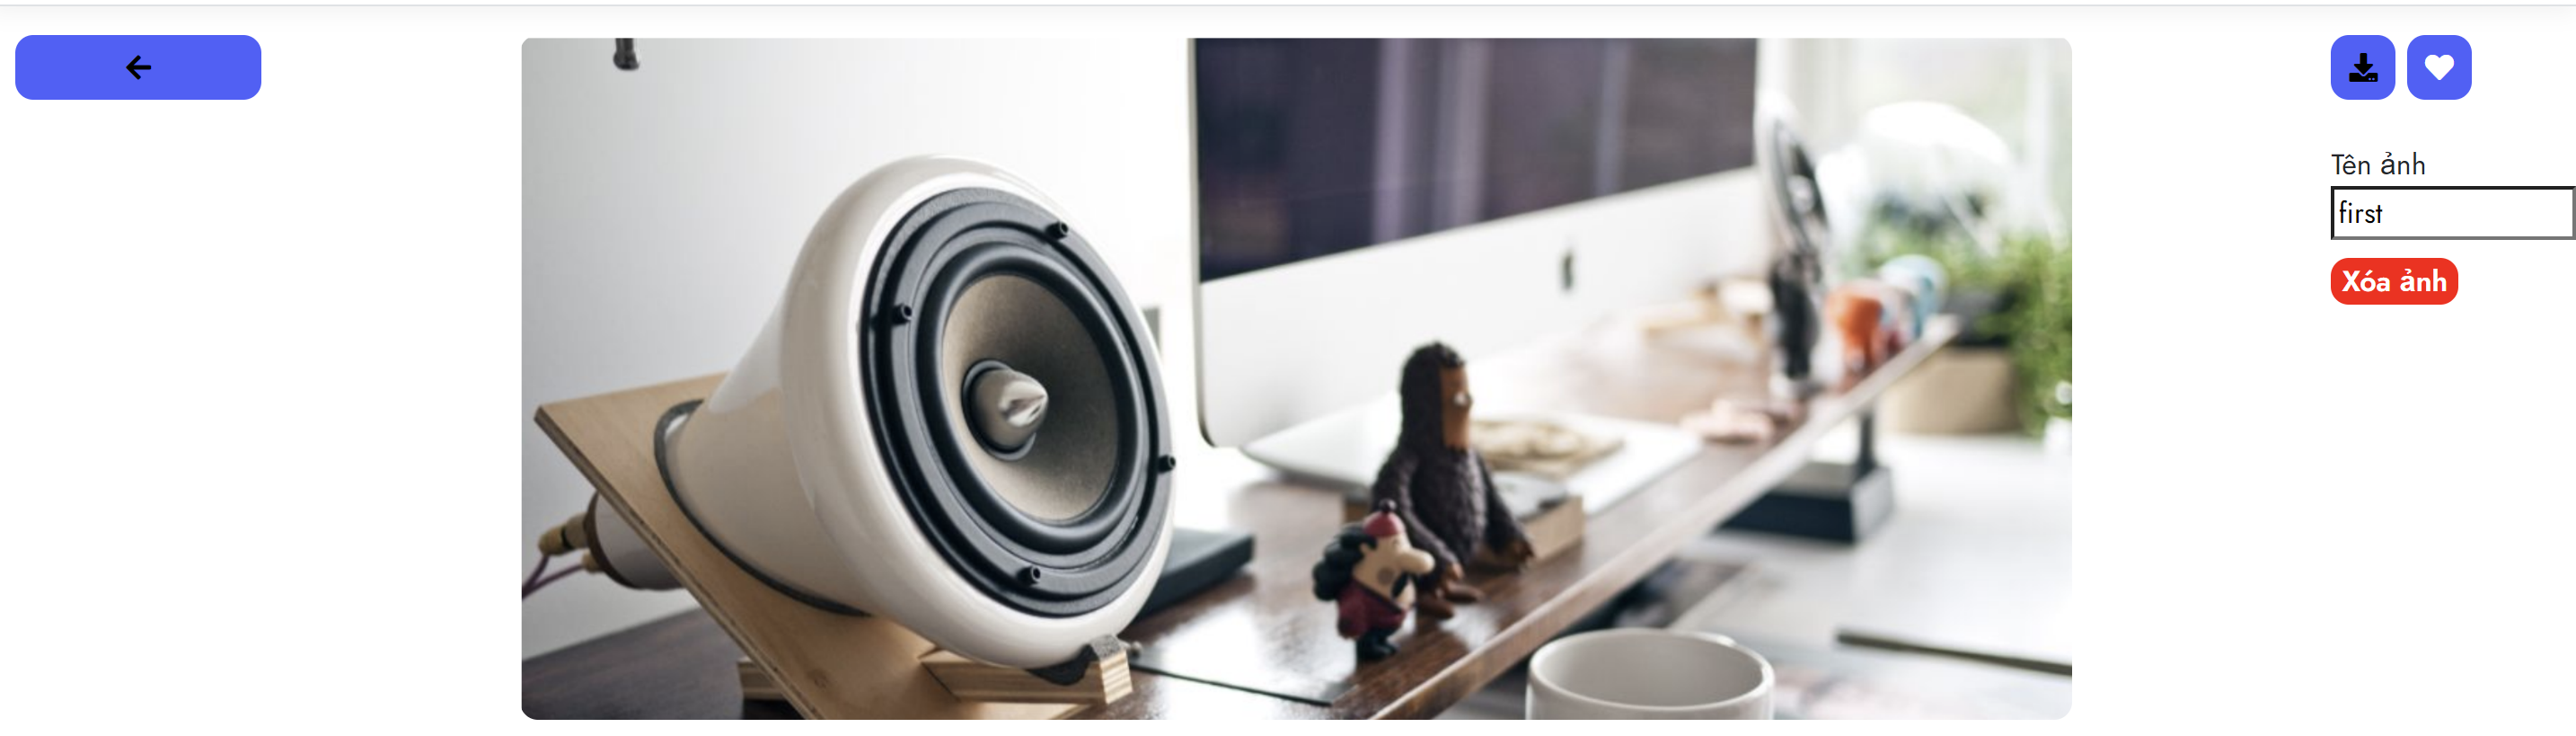 Tên ảnh
first
Xóa ảnh